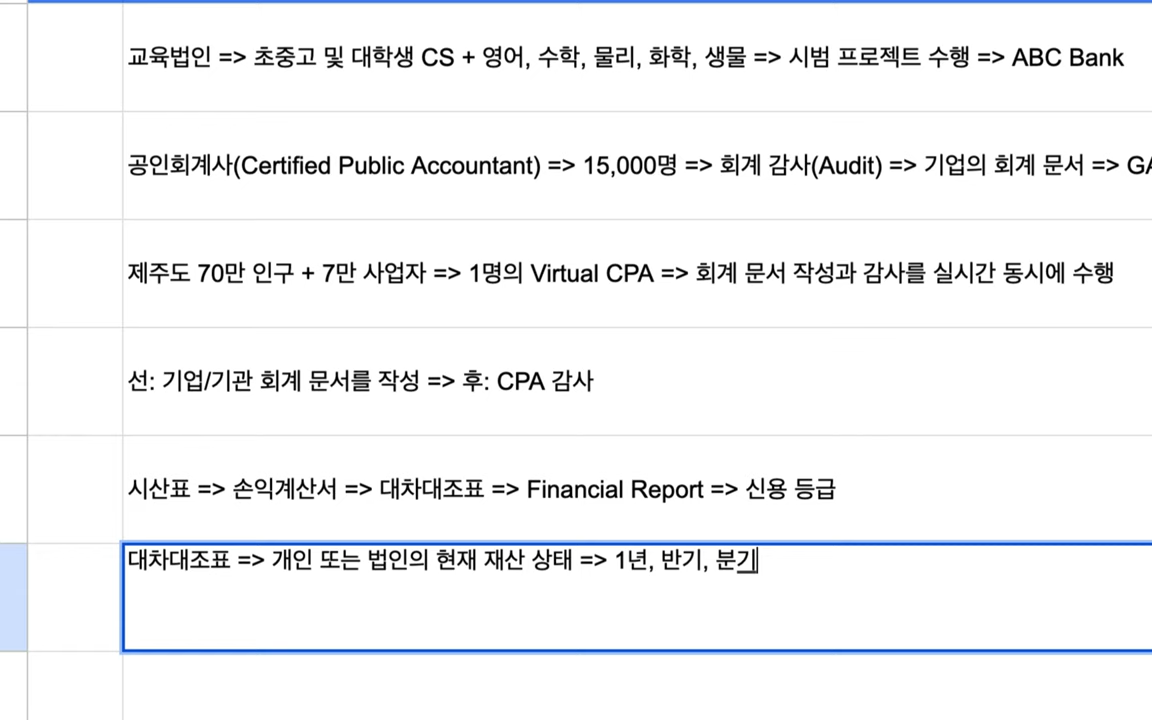 교육법인 => 초중고 및 대학생 CS + 영어, 수학, 물리, 화학, 생물 => 시범 프로젝트 수행 => ABC Bank
공인회계사(Certified Public Accountant) => 15,000명 => 회계 감사(Audit) => 기업의 회계 문서 => GA
제주도 70만 인구 + 7만 사업자 => 1명의 Virtual CPA => 회계 문서 작성과 감사를 실시간 동시에 수행
선: 기업/기관 회계 문서를 작성 => 후: CPA 감사
시산표 => 손익계산서 => 대차대조표 => Financial Report => 신용 등급
대차대조표 => 개인 또는 법인의 현재 재산 상태 => 1년, 반기, 분기